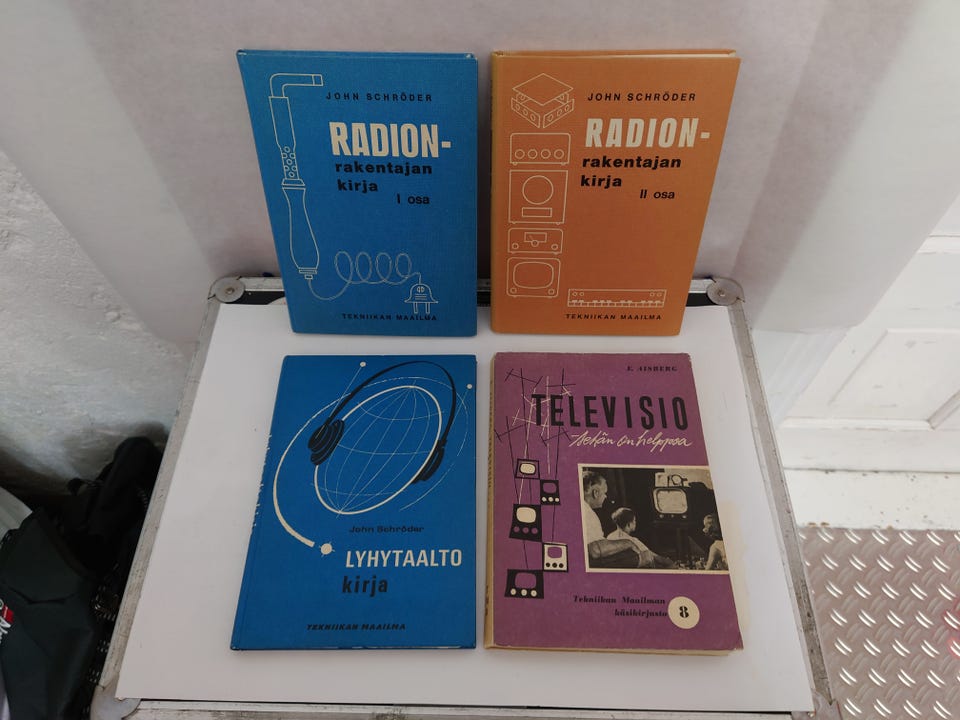 JOHN SCHRÖDER
RADION-
rakentajan
kirja
I osa
TEKNIIKAN MAAILMA
JOHN SCHRÖDER
RADION-
rakentajan
kirja
II osa
TEKNIIKAN MAAILMA
John Schröder
LYHYTAALTO
kirja
TEKNIIKAN MAAILMA
E. AISBERG
TELEVISIO
sekän on helppoa
Tekniikan Maailman
käsikirjasto 8